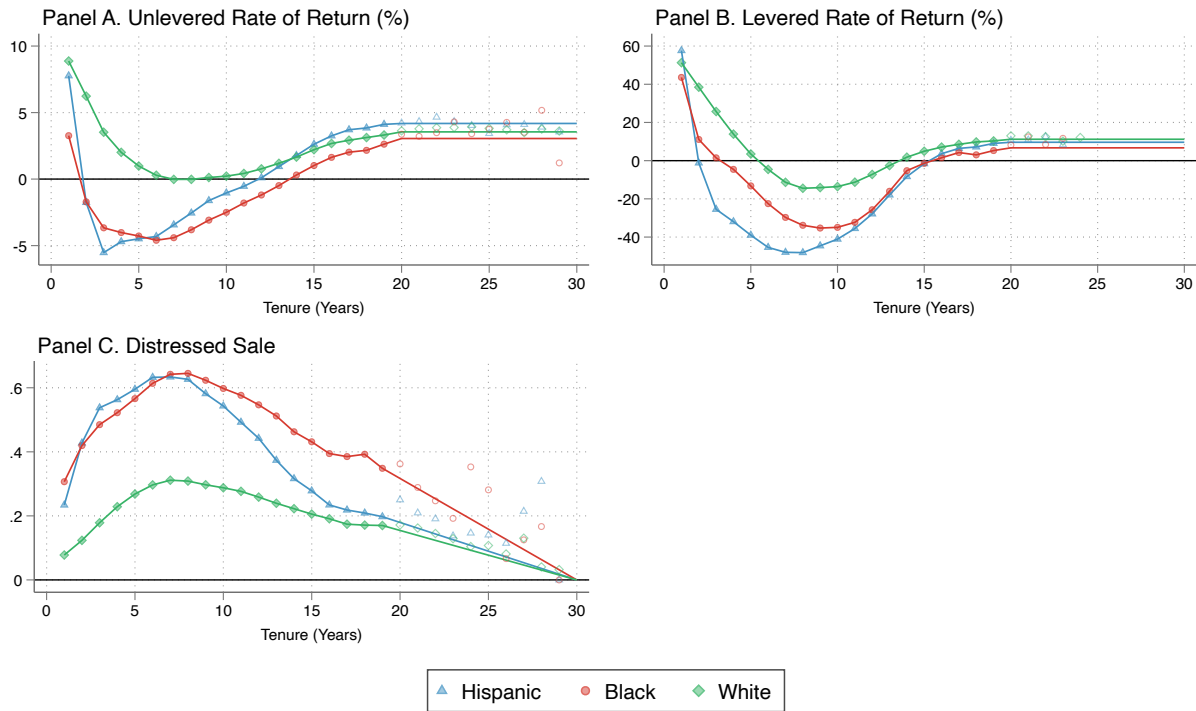 Panel A. Unlevered Rate of Return (%)
10
5
0
-5
0 5 10 15 20 25 30
Tenure (Years)
Panel B. Levered Rate of Return (%)
60
40
20
0
-20
-40
0 5 10 15 20 25 30
Tenure (Years)
Panel C. Distressed Sale
.6
.4
.2
0
0 5 10 15 20 25 30
Tenure (Years)
Hispanic Black White